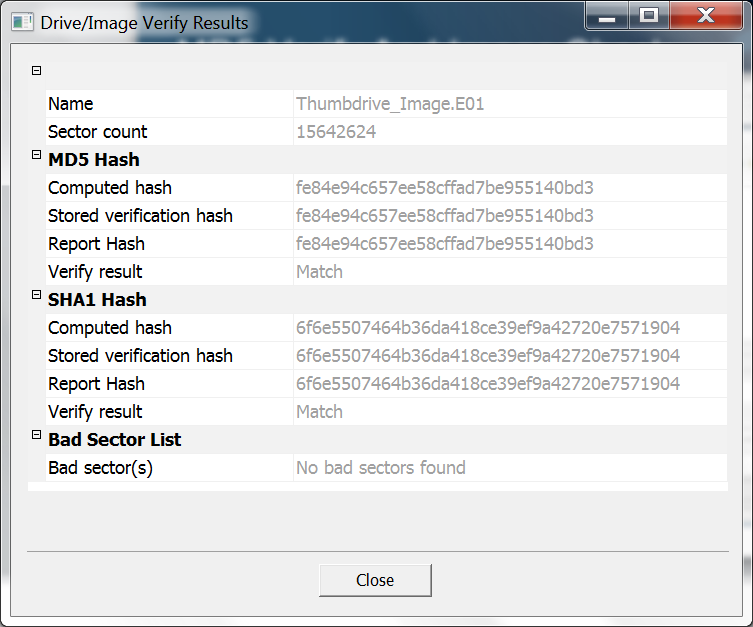 Drive/Image Verify Results
Name Thumbdrive_Image.E01
Sector count 15642624
MD5 Hash
Computed hash fe84e94c657ee58cffad7be955140bd3
Stored verification hash fe84e94c657ee58cffad7be955140bd3
Report Hash fe84e94c657ee58cffad7be955140bd3
Verify result Match
SHA1 Hash
Computed hash 6f6e5507464b36da418ce39ef9a42720e7571904
Stored verification hash 6f6e5507464b36da418ce39ef9a42720e7571904
Report Hash 6f6e5507464b36da418ce39ef9a42720e7571904
Verify result Match
Bad Sector List
Bad sector(s) No bad sectors found
Close